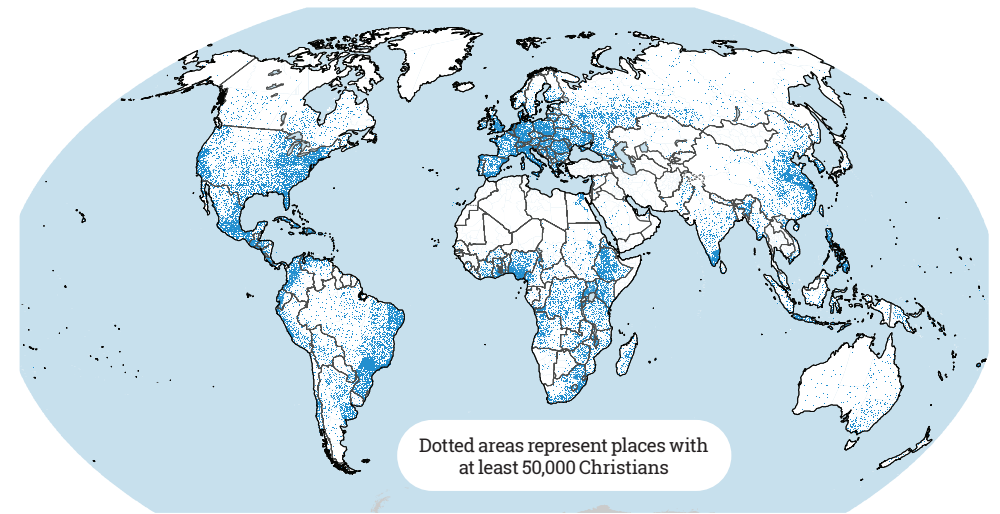 Dotted areas represent places with
at least 50,000 Christians